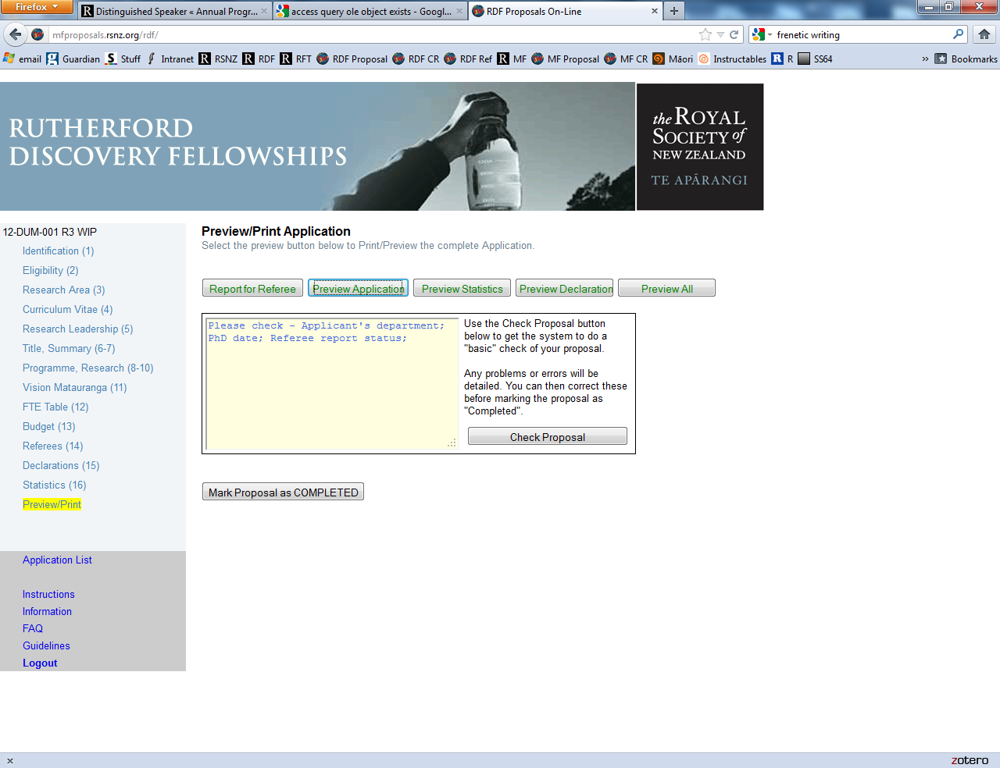 Firefox
Distinguished Speaker « Annual Progr...
access query ole object exists - Googl...
RDF Proposals On-Line
mfproposals.rsnz.org/rdf/
frenetic writing
email
Guardian
Stuff
Intranet
RSNZ
RDF
RFT
RDF Proposal
RDF CR
RDF Ref
MF
MF Proposal
MF CR
Māori
Instructables
R
SS64
Bookmarks
RUTHERFORD
DISCOVERY FELLOWSHIPS
the ROYAL
SOCIETY of
NEW ZEALAND
TE APĀRANGI
12-DUM-001 R3 WIP
Identification (1)
Eligibility (2)
Research Area (3)
Curriculum Vitae (4)
Research Leadership (5)
Title, Summary (6-7)
Programme, Research (8-10)
Vision Matauranga (11)
FTE Table (12)
Budget (13)
Referees (14)
Declarations (15)
Statistics (16)
Preview/Print
Application List
Instructions
Information
FAQ
Guidelines
Logout
Preview/Print Application
Select the preview button below to Print/Preview the complete Application.
Report for Referee
Preview Application
Preview Statistics
Preview Declaration
Preview All
Please check - Applicant's department;
PhD date; Referee report status;
Use the Check Proposal button
below to get the system to do a
"basic" check of your proposal.
Any problems or errors will be
detailed. You can then correct these
before marking the proposal as
"Completed".
Check Proposal
Mark Proposal as COMPLETED
zotero